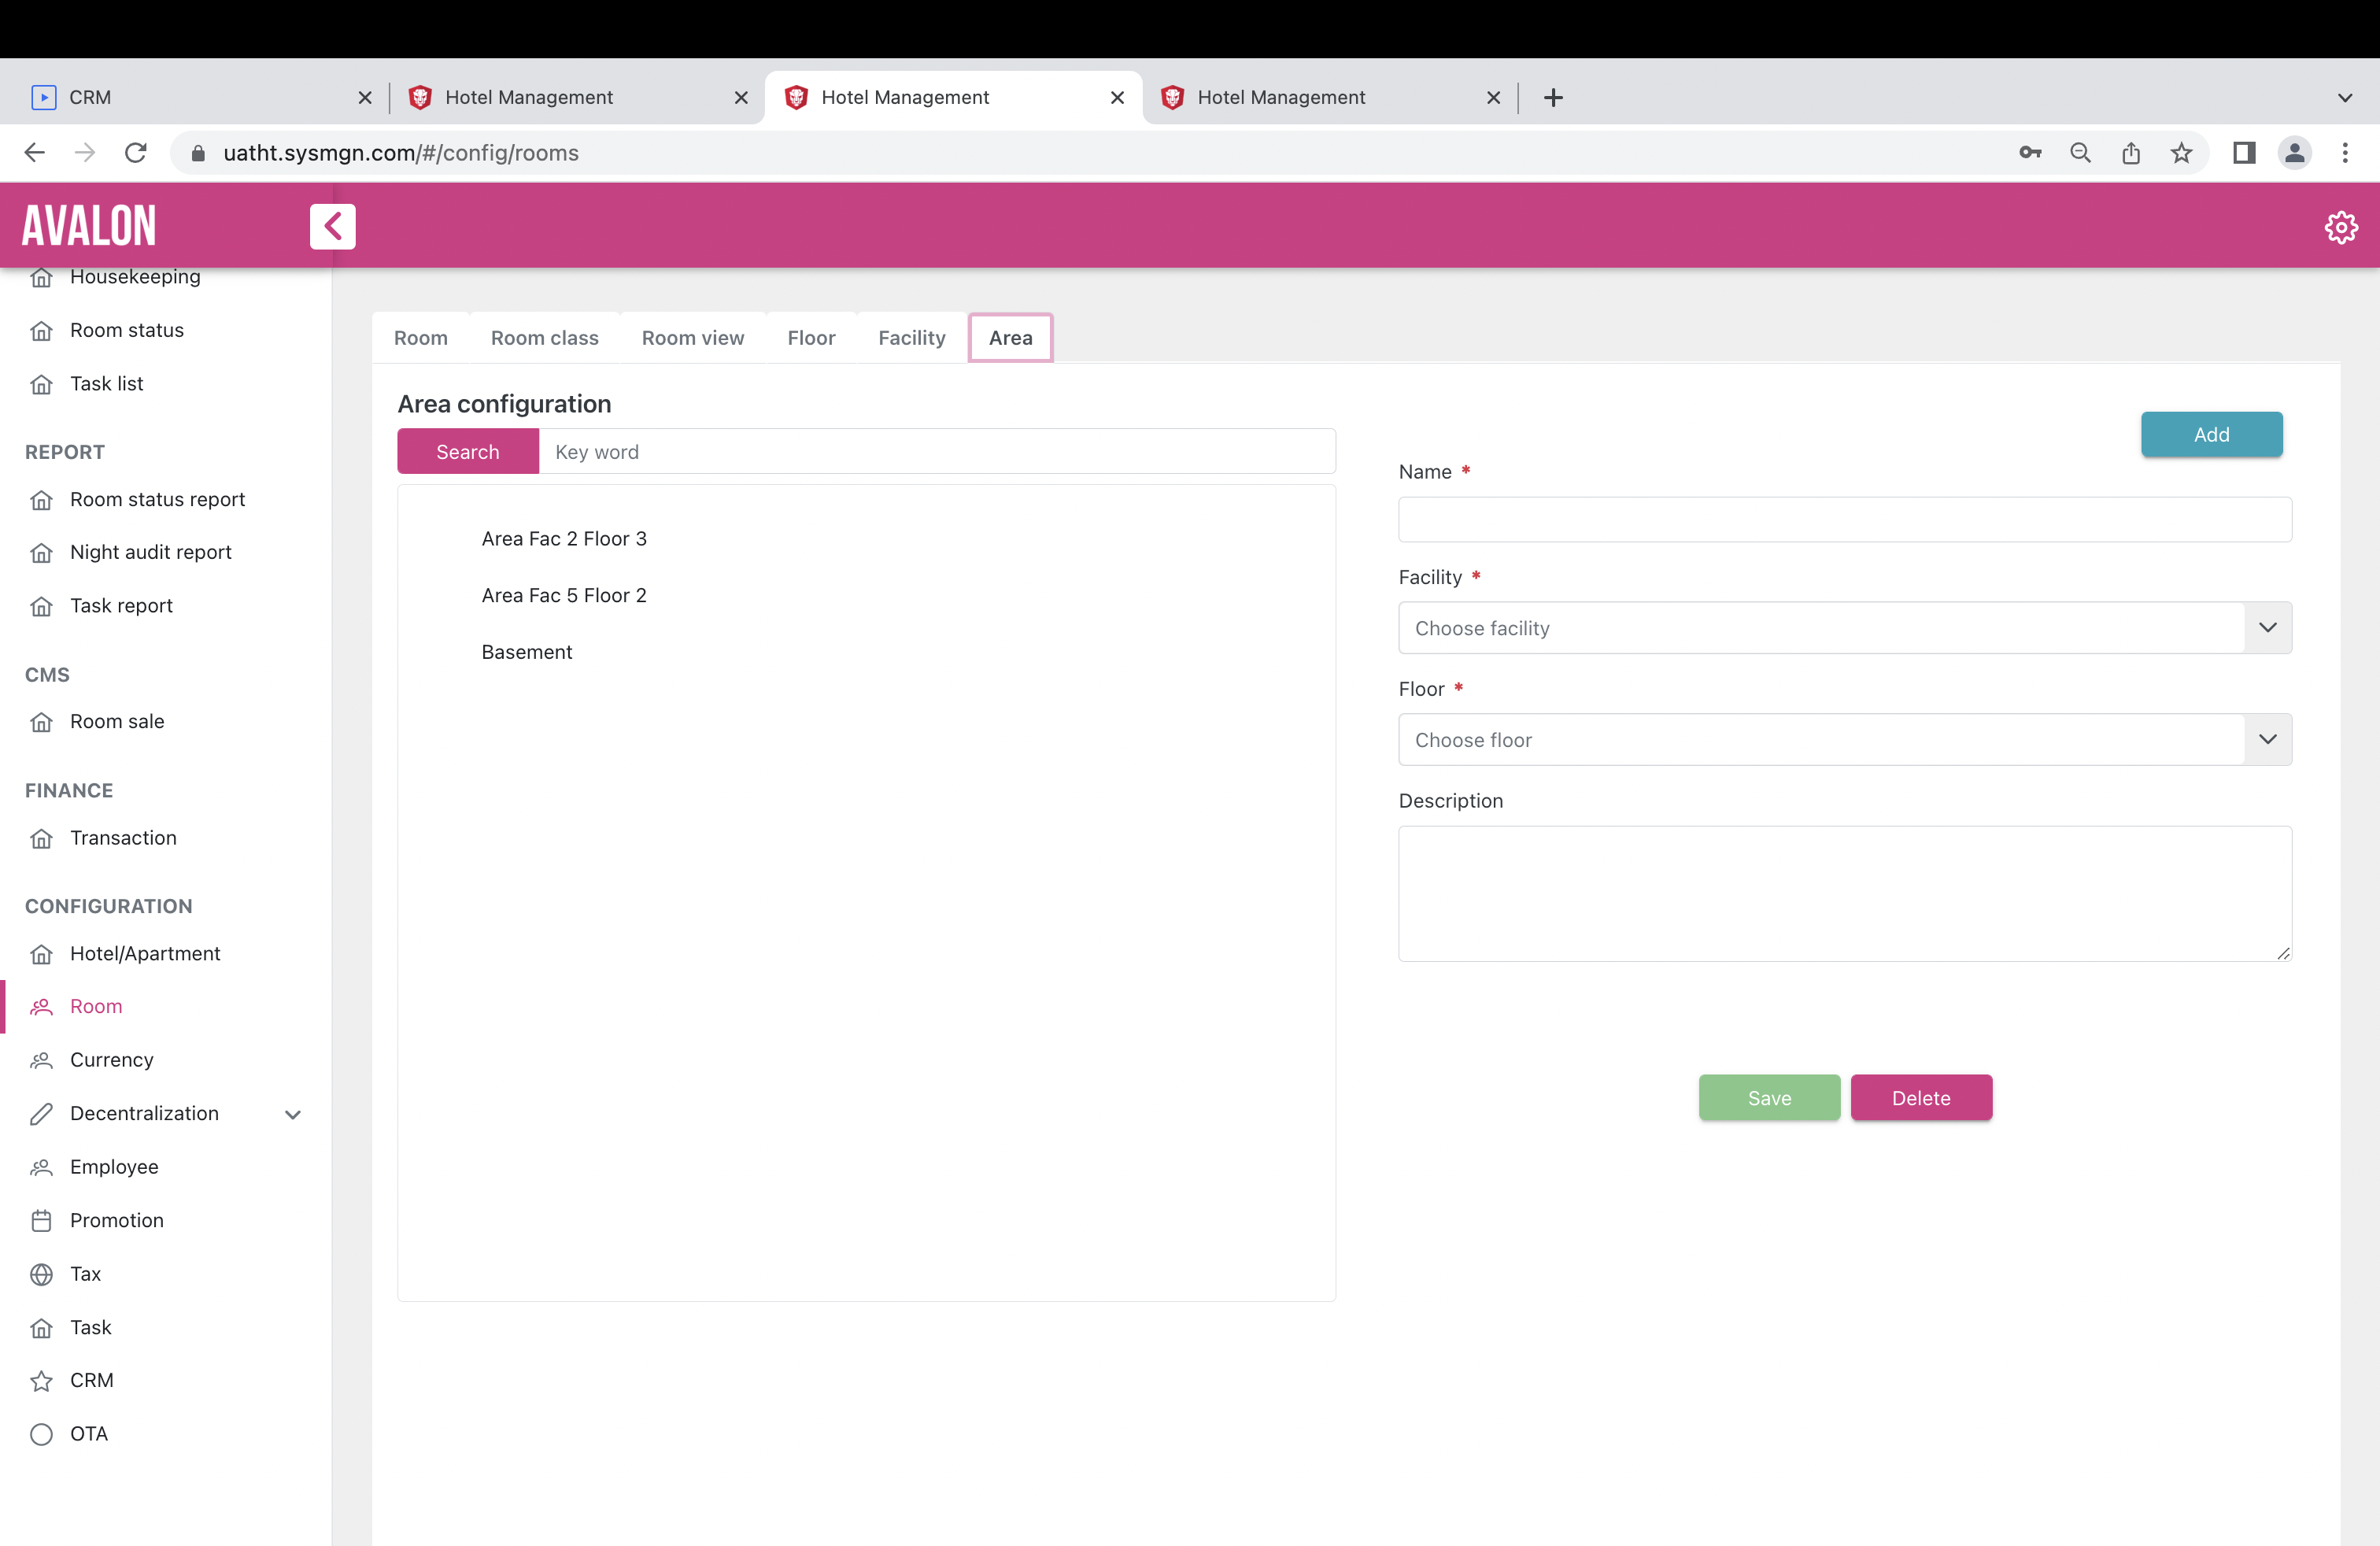 CRM
Hotel Management
Hotel Management
Hotel Management
uatht.sysmgn.com/#/config/rooms
AVALON
Housekeeping
Room status
Task list
REPORT
Room status report
Night audit report
Task report
CMS
Room sale
FINANCE
Transaction
CONFIGURATION
Hotel/Apartment
Room
Currency
Decentralization
Employee
Promotion
Tax
Task
CRM
OTA
Room Room class Room view Floor Facility Area
Area configuration
Search Key word
Area Fac 2 Floor 3
Area Fac 5 Floor 2
Basement
Add
Name *
Facility *
Choose facility
Floor *
Choose floor
Description
Save Delete